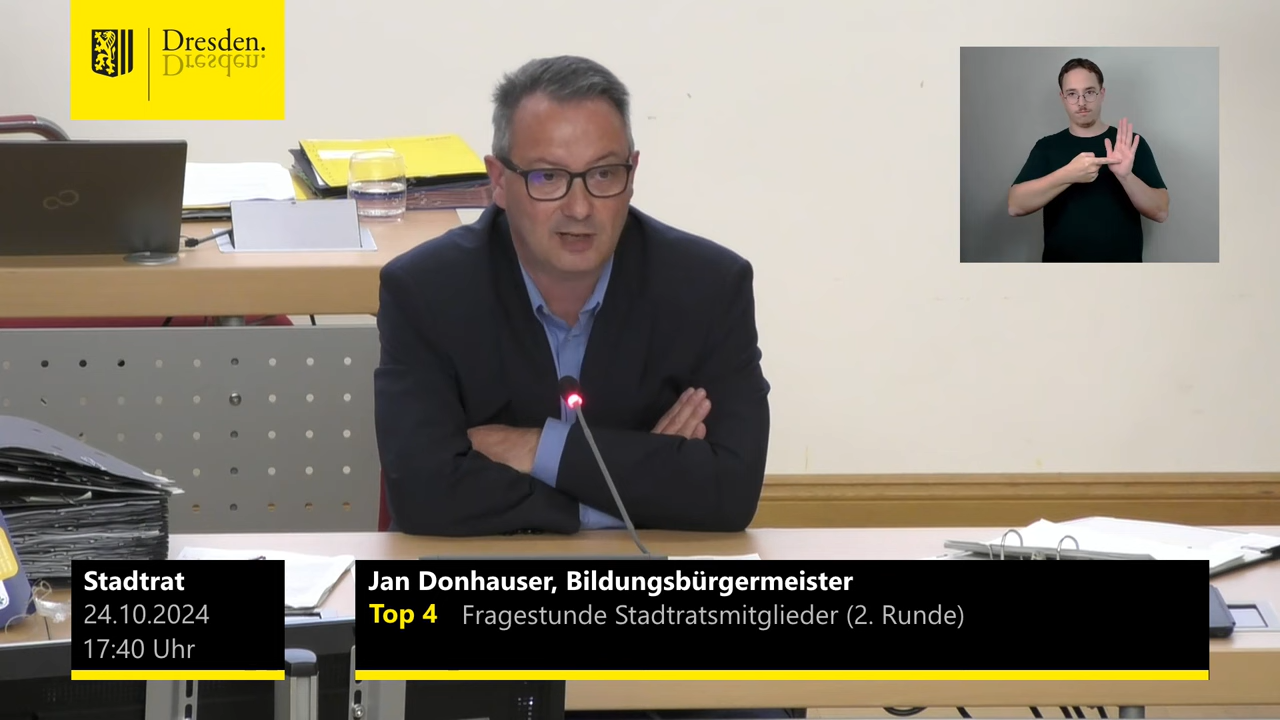 Dresden.
Dresden.
Stadtrat
24.10.2024
17:40 Uhr
Jan Donhauser, Bildungsbürgermeister
Top 4 Fragestunde Stadtratsmitglieder (2. Runde)